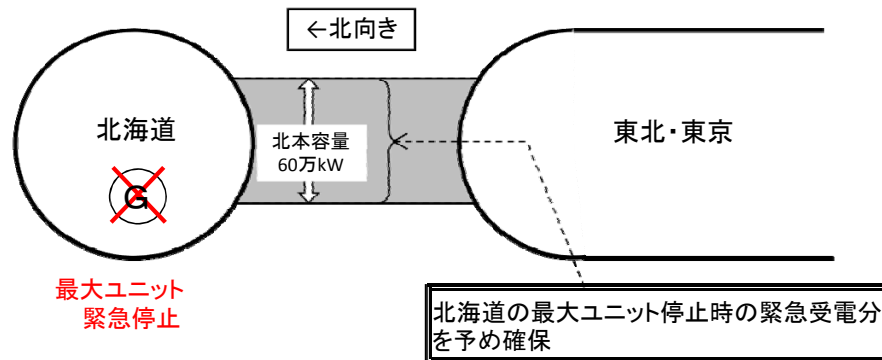 ←北向き
北海道
北本容量
60万kW
東北・東京
G
最大ユニット
緊急停止
北海道の最大ユニット停止時の緊急受電分
を予め確保